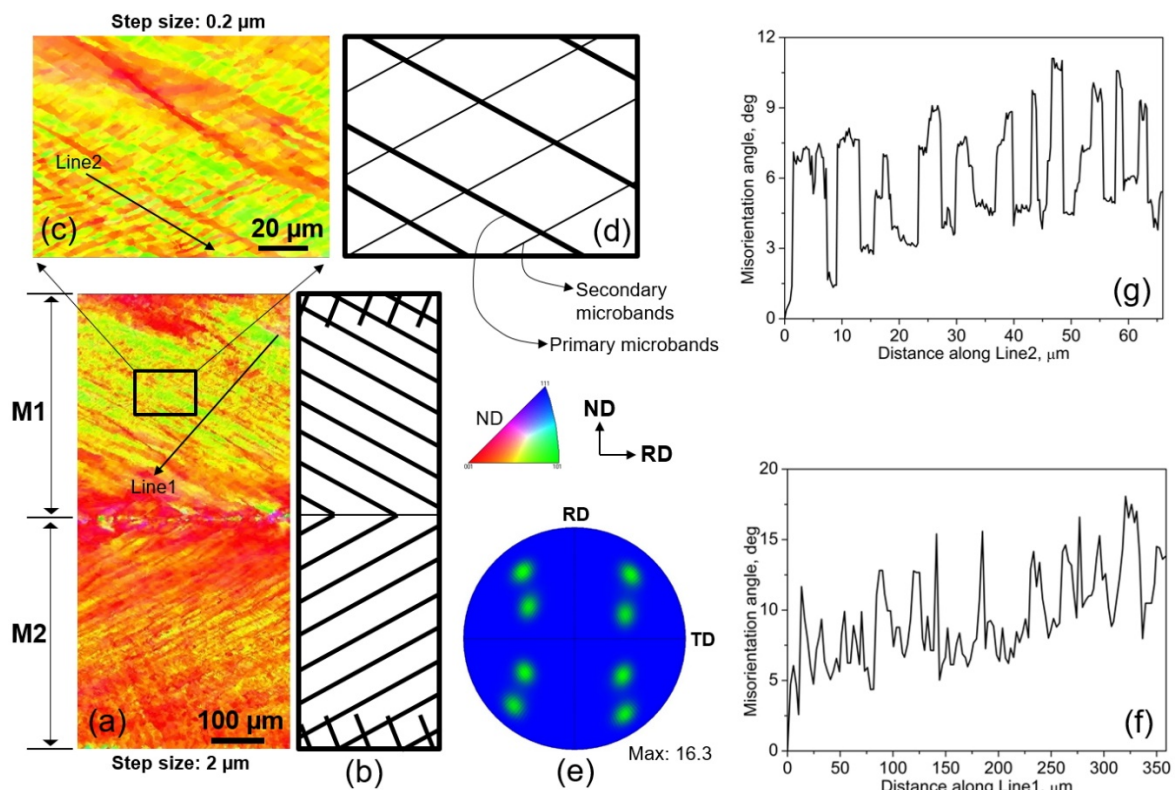 Step size: 0.2 µm
Line2
20 µm
(c)
(d)
Secondary
microbands
Primary microbands
M1
Line1
M2
(a)
100 µm
Step size: 2 µm
(b)
ND
111
001
101
ND
RD
RD
TD
Max: 16.3
(e)
12
9
6
3
0
Misorientation angle, deg
(g)
0
10
20
30
40
50
60
Distance along Line2, µm
20
15
10
5
0
Misorientation angle, deg
(f)
0
50
100
150
200
250
300
350
Distance along Line1, µm